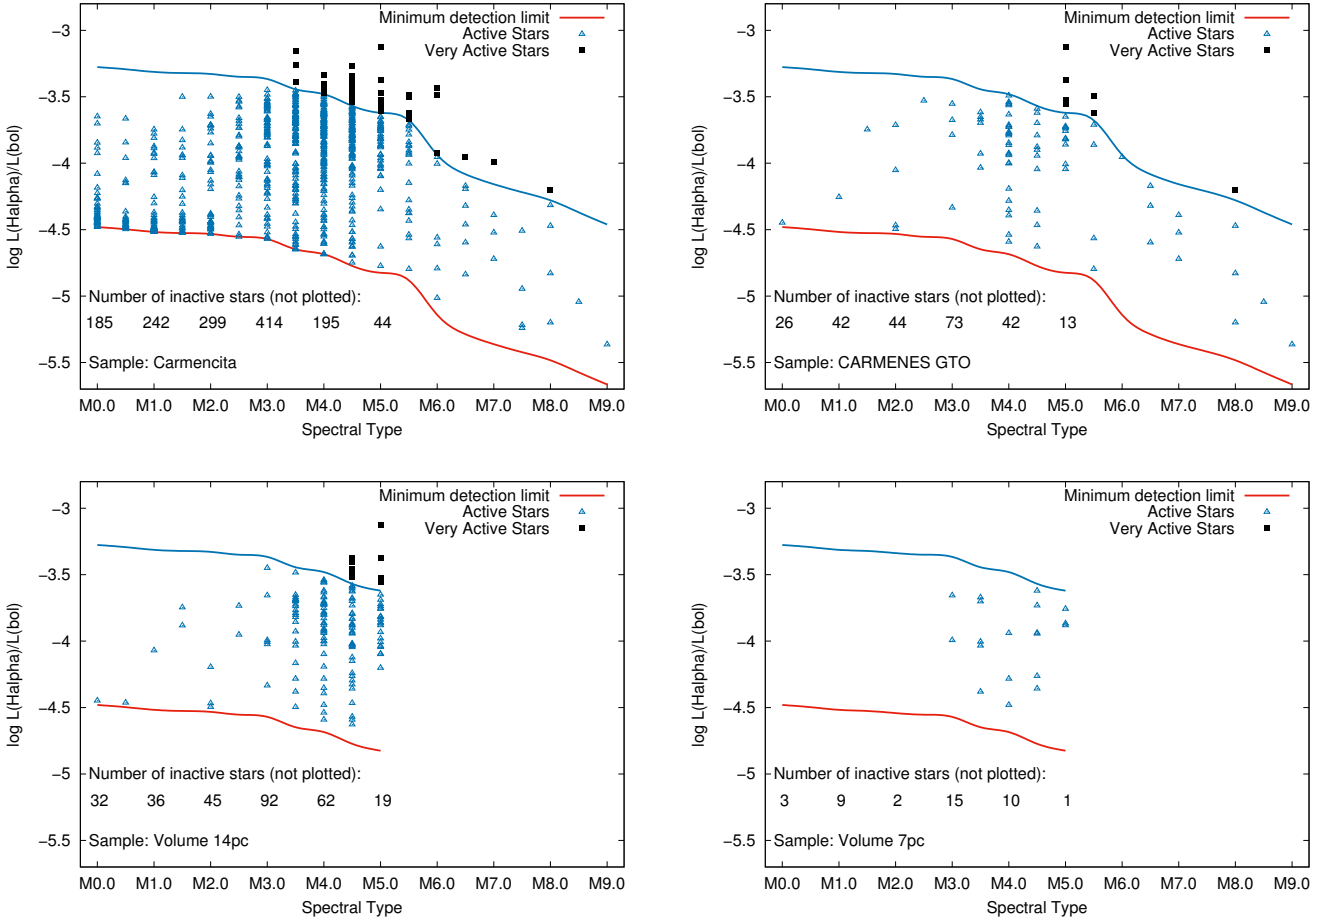 Minimum detection limit
Active Stars
Very Active Stars
−3
−3.5
−4
−4.5
−5
−5.5
log L(Halpha)/L(bol)
Number of inactive stars (not plotted):
185 242 299 414 195 44
Sample: Carmencita
M0.0 M1.0 M2.0 M3.0 M4.0 M5.0 M6.0 M7.0 M8.0 M9.0
Spectral Type
Minimum detection limit
Active Stars
Very Active Stars
−3
−3.5
−4
−4.5
−5
−5.5
log L(Halpha)/L(bol)
Number of inactive stars (not plotted):
26 42 44 73 42 13
Sample: CARMENES GTO
M0.0 M1.0 M2.0 M3.0 M4.0 M5.0 M6.0 M7.0 M8.0 M9.0
Spectral Type
Minimum detection limit
Active Stars
Very Active Stars
−3
−3.5
−4
−4.5
−5
−5.5
log L(Halpha)/L(bol)
Number of inactive stars (not plotted):
32 36 45 92 62 19
Sample: Volume 14pc
M0.0 M1.0 M2.0 M3.0 M4.0 M5.0 M6.0 M7.0 M8.0 M9.0
Spectral Type
Minimum detection limit
Active Stars
Very Active Stars
−3
−3.5
−4
−4.5
−5
−5.5
log L(Halpha)/L(bol)
Number of inactive stars (not plotted):
3 9 2 15 10 1
Sample: Volume 7pc
M0.0 M1.0 M2.0 M3.0 M4.0 M5.0 M6.0 M7.0 M8.0 M9.0
Spectral Type